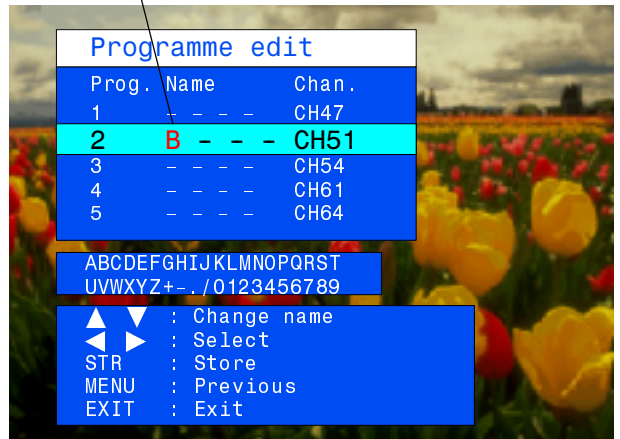 Programme edit
Prog. Name Chan.
1 – – – – CH47
2 B – – – CH51
3 – – – – CH54
4 – – – – CH61
5 – – – – CH64
ABCDEFGHIJKLMNOPQRST
UVWXYZ+–./0123456789
▲ ▼ : Change name
◀ ▶ : Select
STR : Store
MENU : Previous
EXIT : Exit